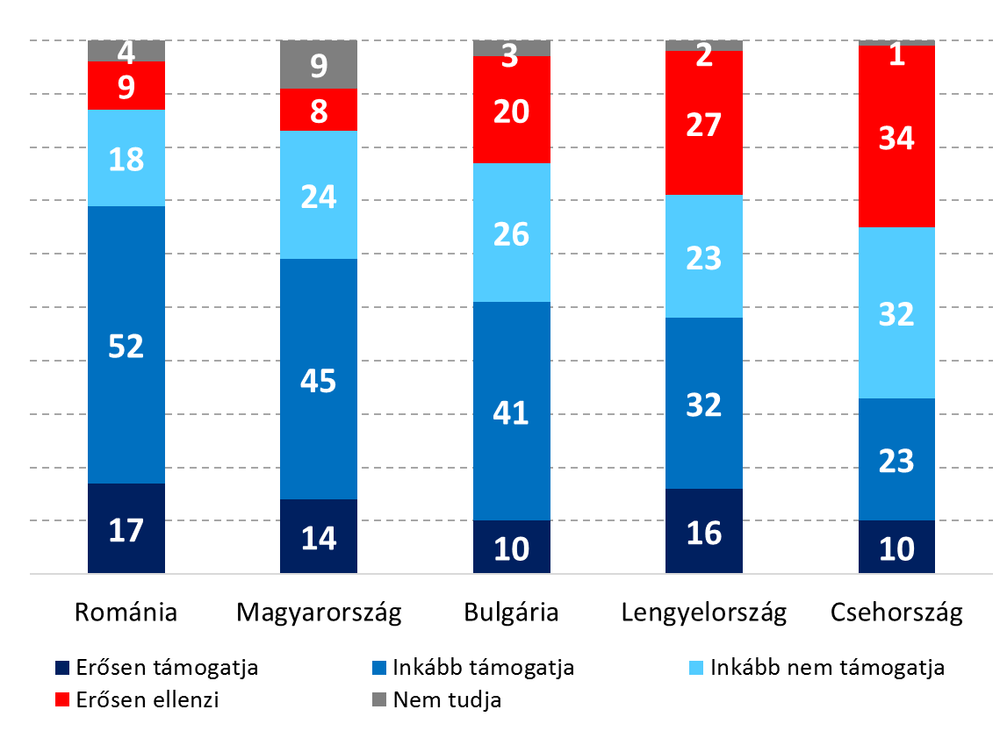 4 9 3 2 1
9 8 20 27 34
18 24 26 23 32
52 45 41 32 23
17 14 10 16 10
Románia Magyarország Bulgária Lengyelország Csehország
Erősen támogatja Inkább támogatja Inkább nem támogatja
Erősen ellenzi Nem tudja